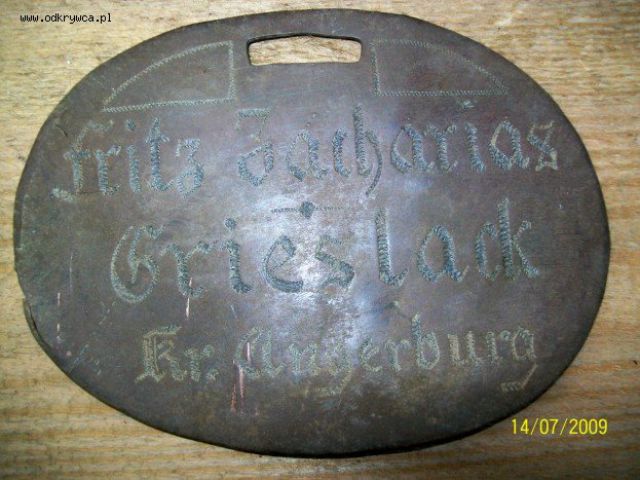 www.odkrywca.pl
Fritz Zacharias
Grieslack
Kr. Angerburg
14/07/2009